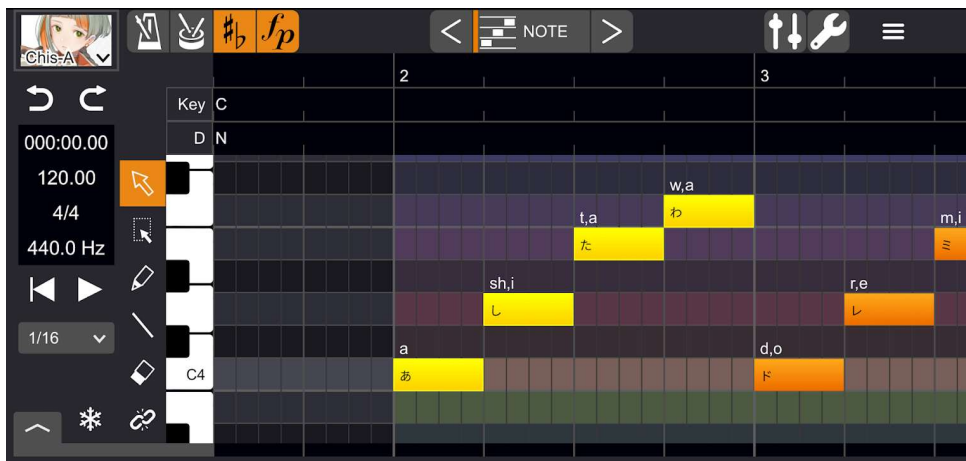 Chis-A
NOTE
2 3
Key C
D N
000:00.00
120.00
4/4
440.0 Hz
1/16
C4
w,a
わ
t,a
た
m,i
ミ
sh,i
し
r,e
レ
a
あ
d,o
ド